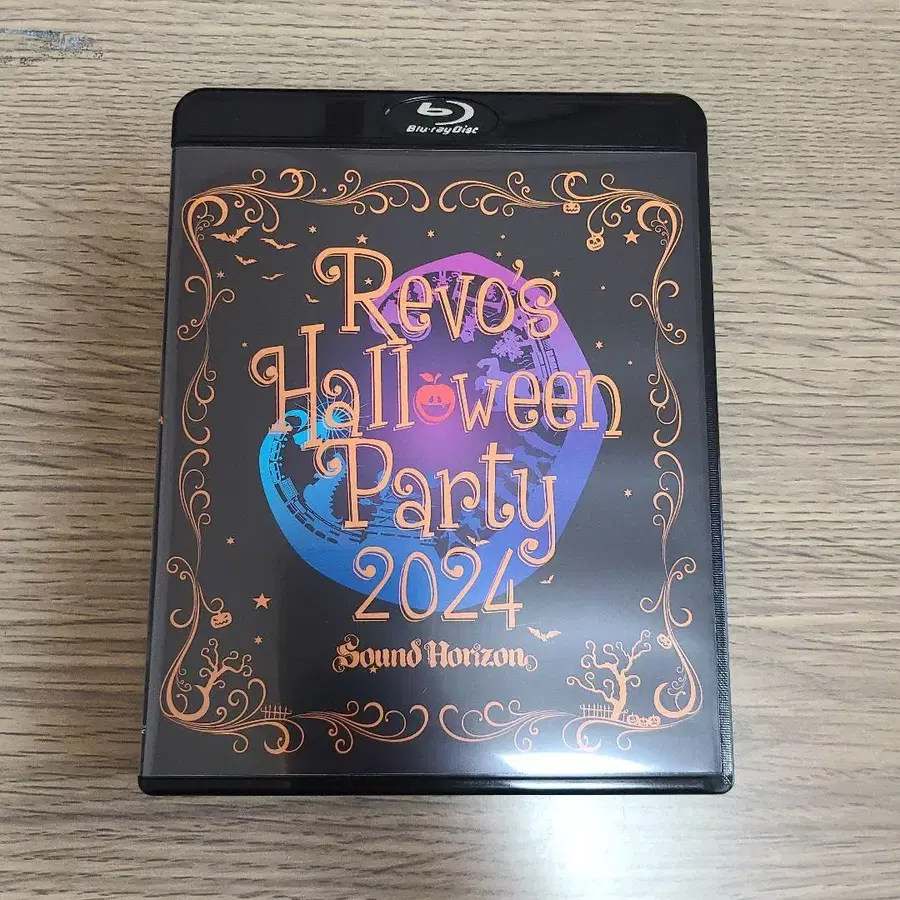 Blu-ray Disc
Revo's
Halloween
Party
2024
Sound Horizon